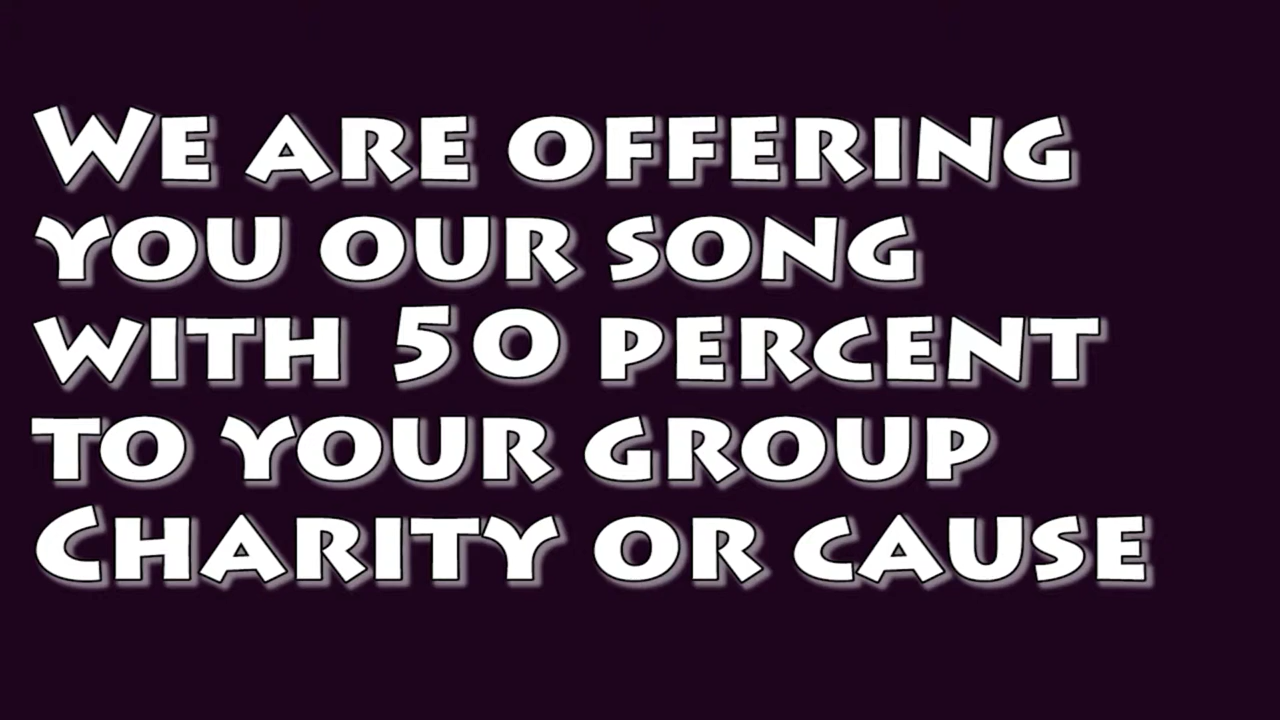 We are offering
you our song
with 50 percent
to your group
Charity or cause